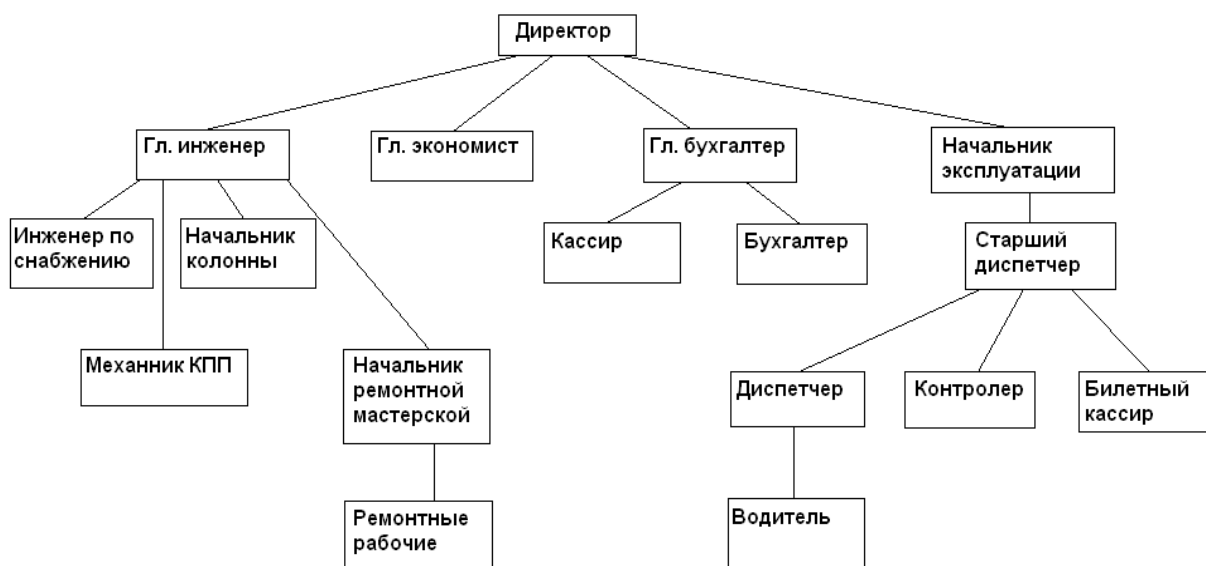 Директор
Гл. инженер
Гл. экономист
Гл. бухгалтер
Начальник
эксплуатации
Инженер по
снабжению
Начальник
колонны
Кассир
Бухгалтер
Старший
диспетчер
Механник КПП
Начальник
ремонтной
мастерской
Диспетчер
Контролер
Билетный
кассир
Ремонтные
рабочие
Водитель